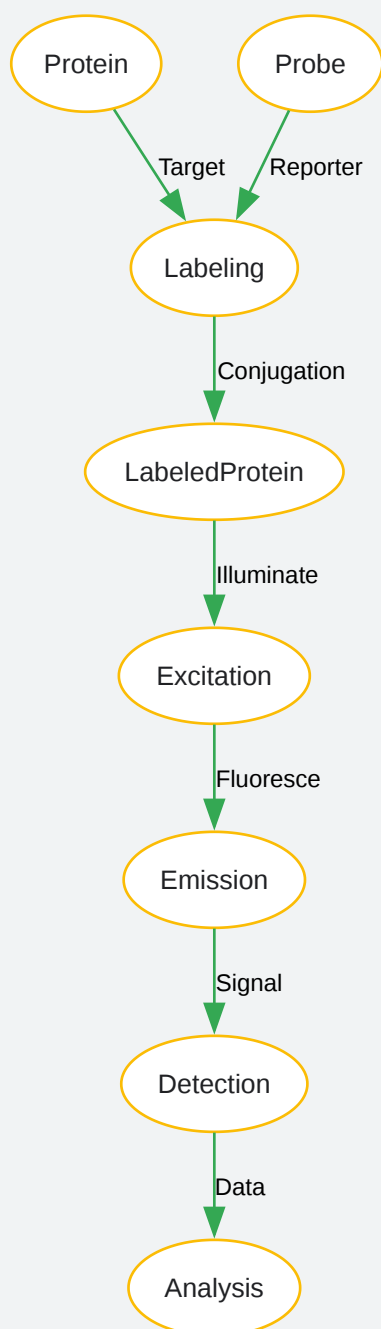 Protein
Probe
Target
Reporter
Labeling
Conjugation
LabeledProtein
Illuminate
Excitation
Fluoresce
Emission
Signal
Detection
Data
Analysis